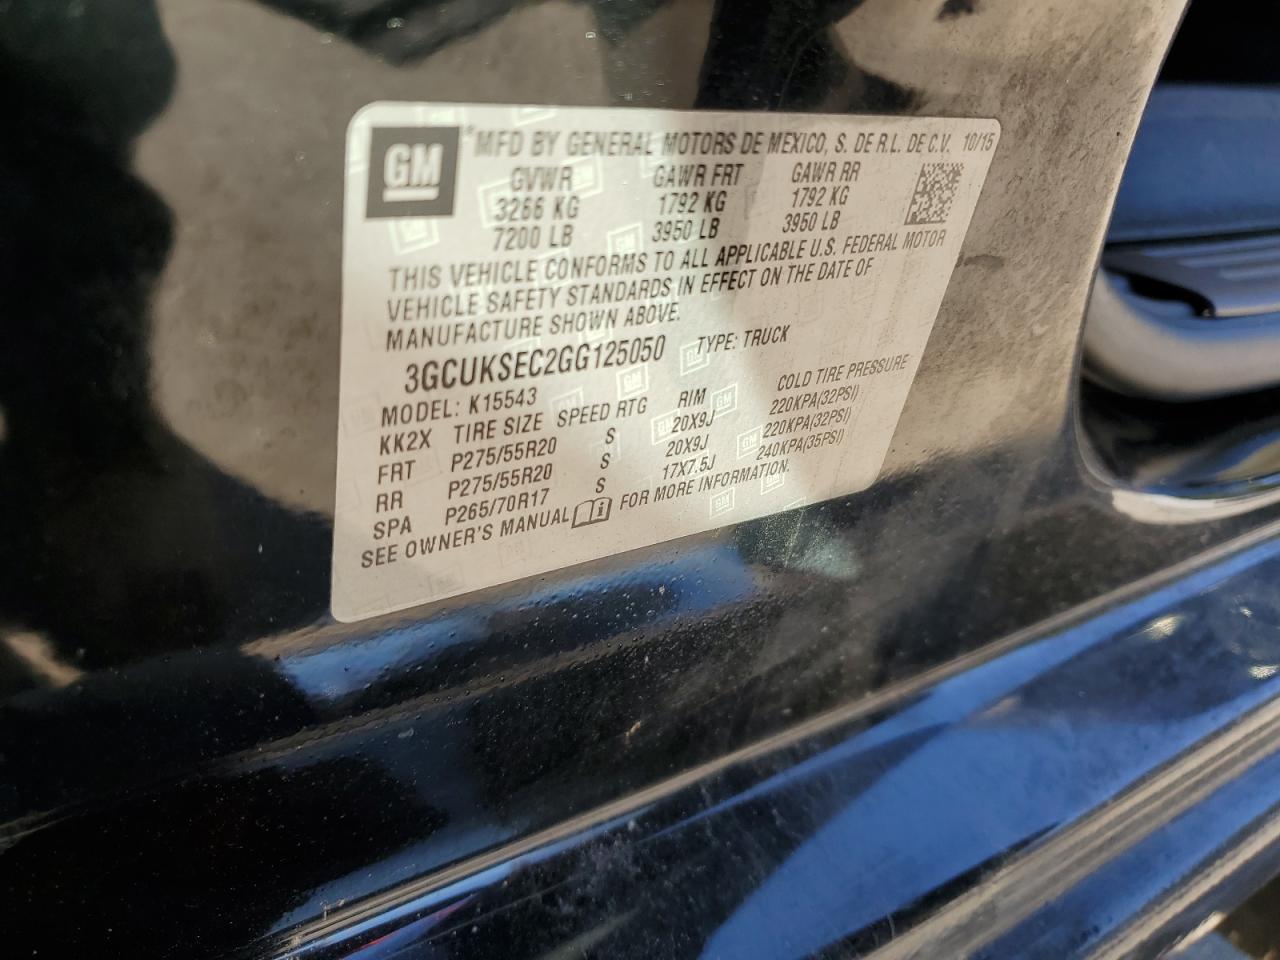 GM ® MFD BY GENERAL MOTORS DE MEXICO, S. DE R.L. DE C.V. 10/15
GVWR GAWR FRT GAWR RR
3266 KG 1792 KG 1792 KG
7200 LB 3950 LB 3950 LB
THIS VEHICLE CONFORMS TO ALL APPLICABLE U.S. FEDERAL MOTOR
VEHICLE SAFETY STANDARDS IN EFFECT ON THE DATE OF
MANUFACTURE SHOWN ABOVE.
3GCUKSEC2GG125050 TYPE: TRUCK
MODEL: K15543
KK2X TIRE SIZE SPEED RTG RIM COLD TIRE PRESSURE
FRT P275/55R20 S 20X9J 220KPA(32PSI)
RR P275/55R20 S 20X9J 220KPA(32PSI)
SPA P265/70R17 S 17X7.5J 240KPA(35PSI)
SEE OWNER'S MANUAL FOR MORE INFORMATION.